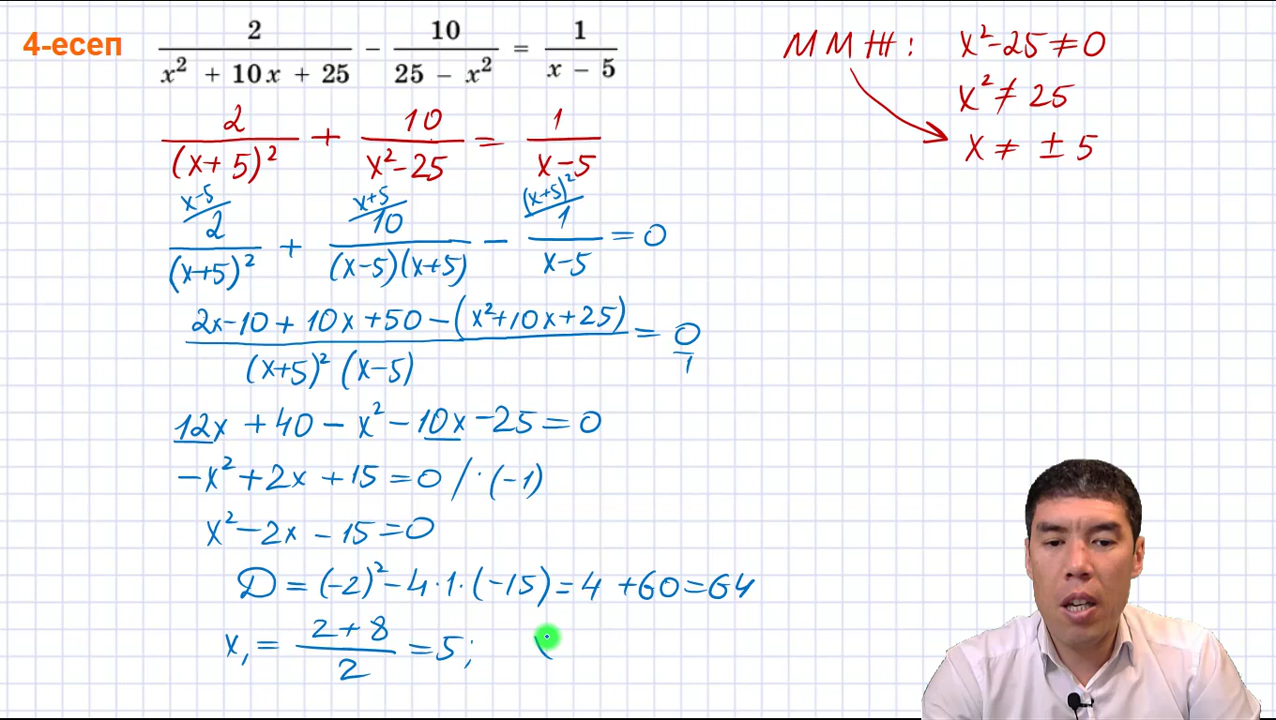 4-есеп
2/(x² + 10x + 25) − 10/(25 − x²) = 1/(x − 5)
ММЖ: x²-25≠0
x²≠25
x ≠ ±5
2/(x+5)² + 10/(x²-25) = 1/(x-5)
x-5 x+5 (x+5)²
2/(x+5)² + 10/((x-5)(x+5)) − 1/(x-5) = 0
(2x-10+10x+50-(x²+10x+25))/((x+5)²(x-5)) = 0/1
12x+40-x²-10x-25=0
-x²+2x+15=0 /·(-1)
x²-2x-15=0
D=(-2)²-4·1·(-15)=4+60=64
x₁=(2+8)/2=5;